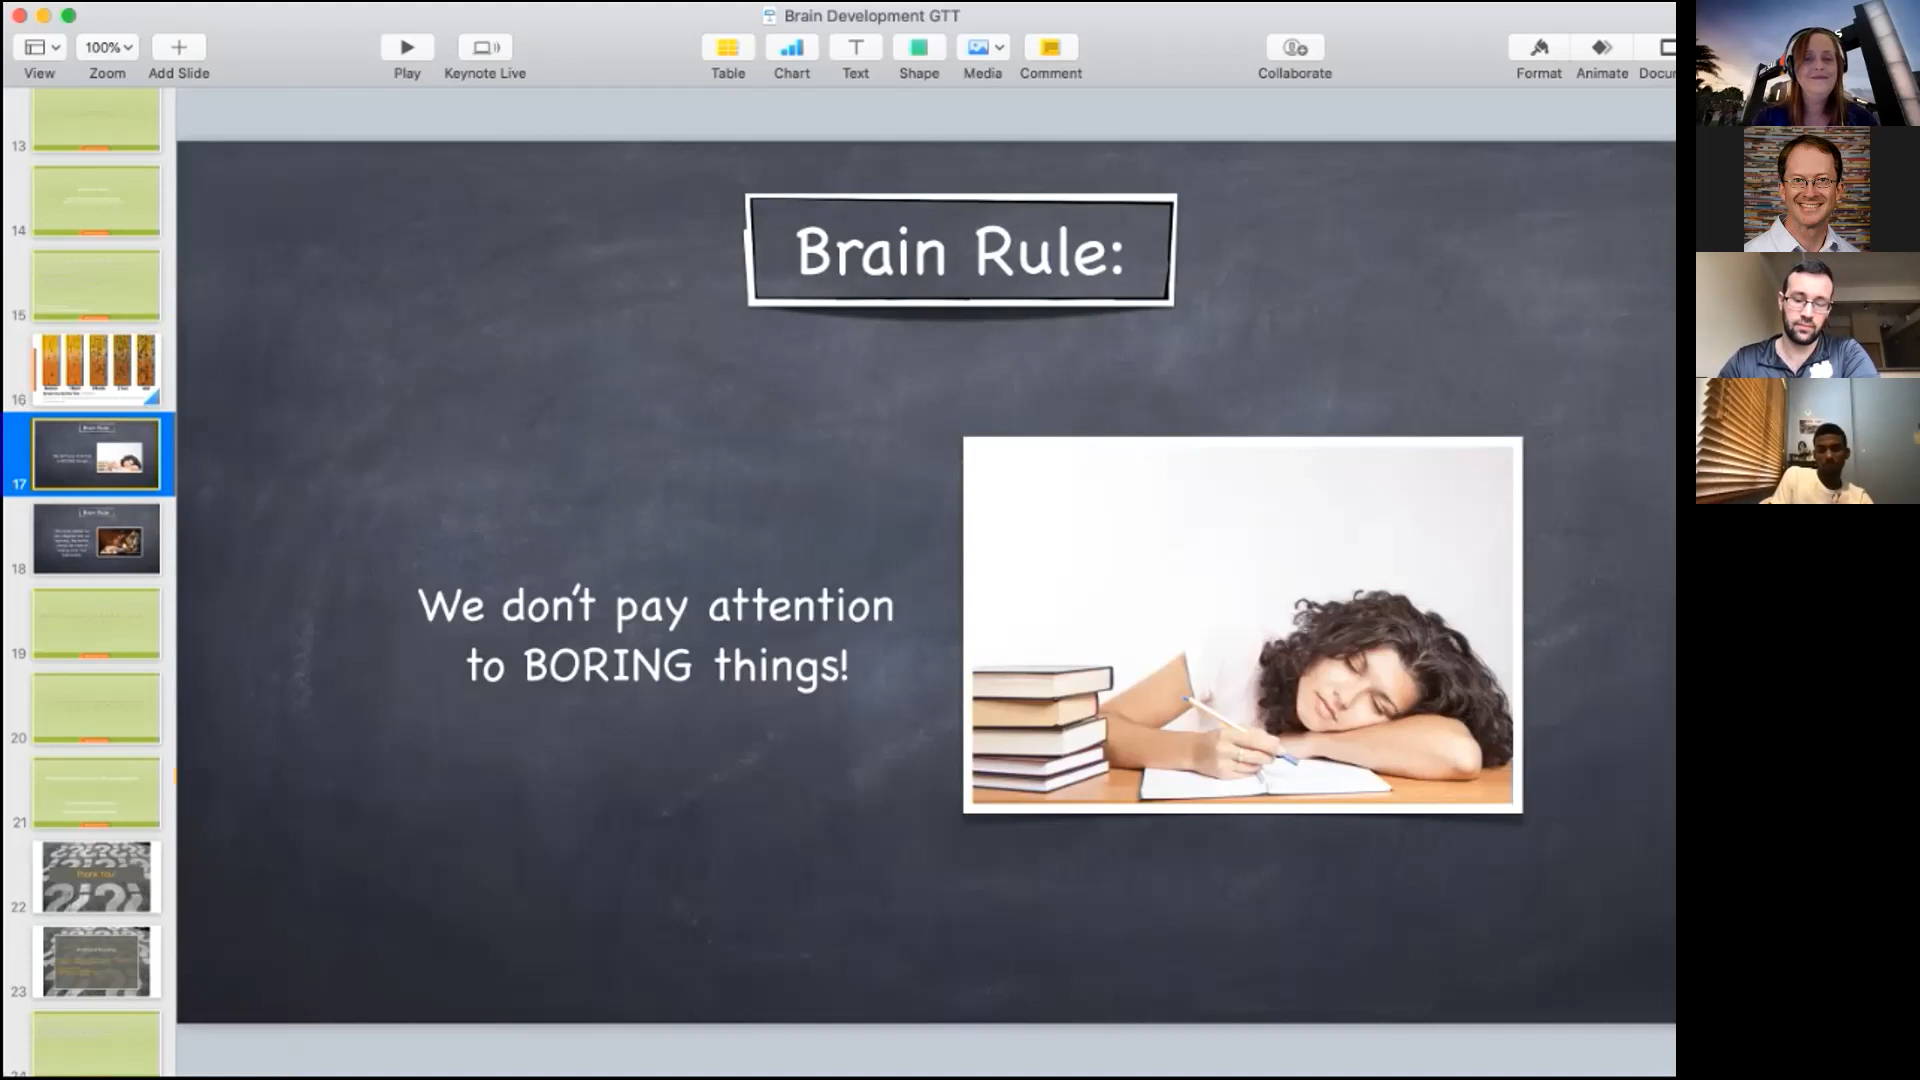 Brain Development GTT
100%
View
Zoom
Add Slide
Play
Keynote Live
Table
Chart
Text
Shape
Media
Comment
Collaborate
Format
Animate
13
14
15
16
17
18
19
20
21
22
23
Brain Rule:
We don't pay attention
to BORING things!
Thank You!